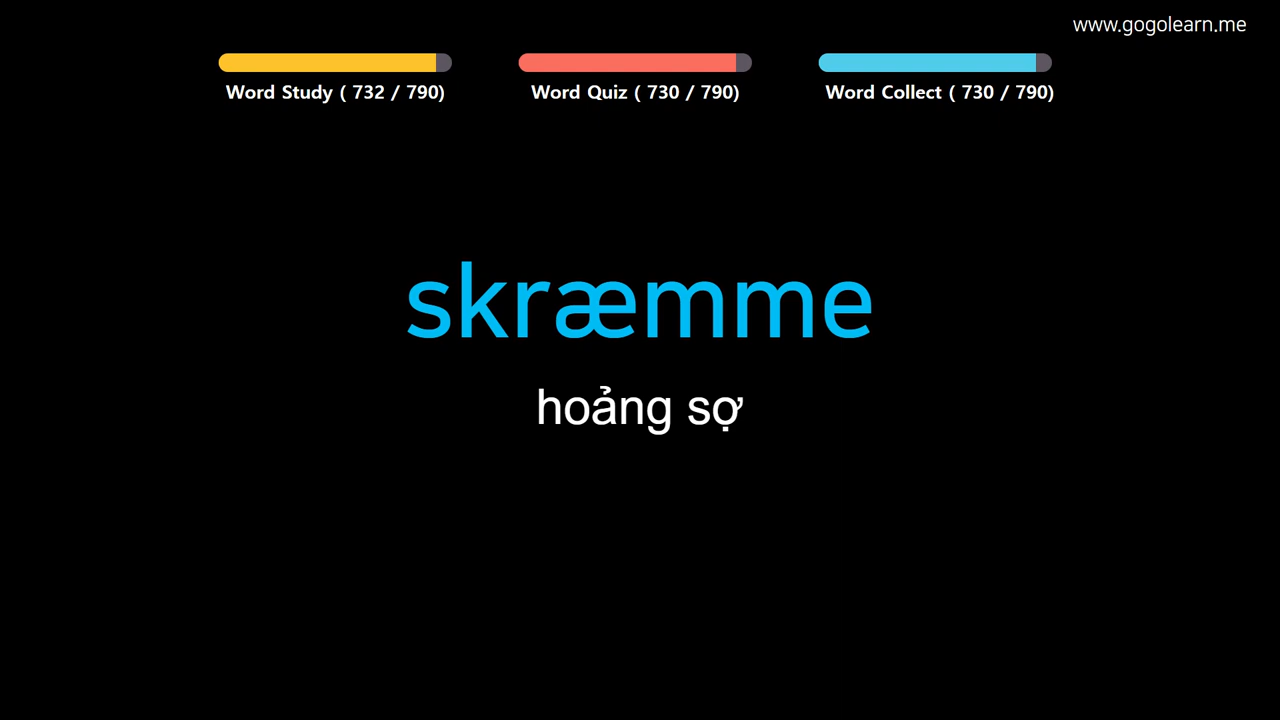 www.gogolearn.me
Word Study ( 732 / 790)
Word Quiz ( 730 / 790)
Word Collect ( 730 / 790)
skræmme
hoảng sợ